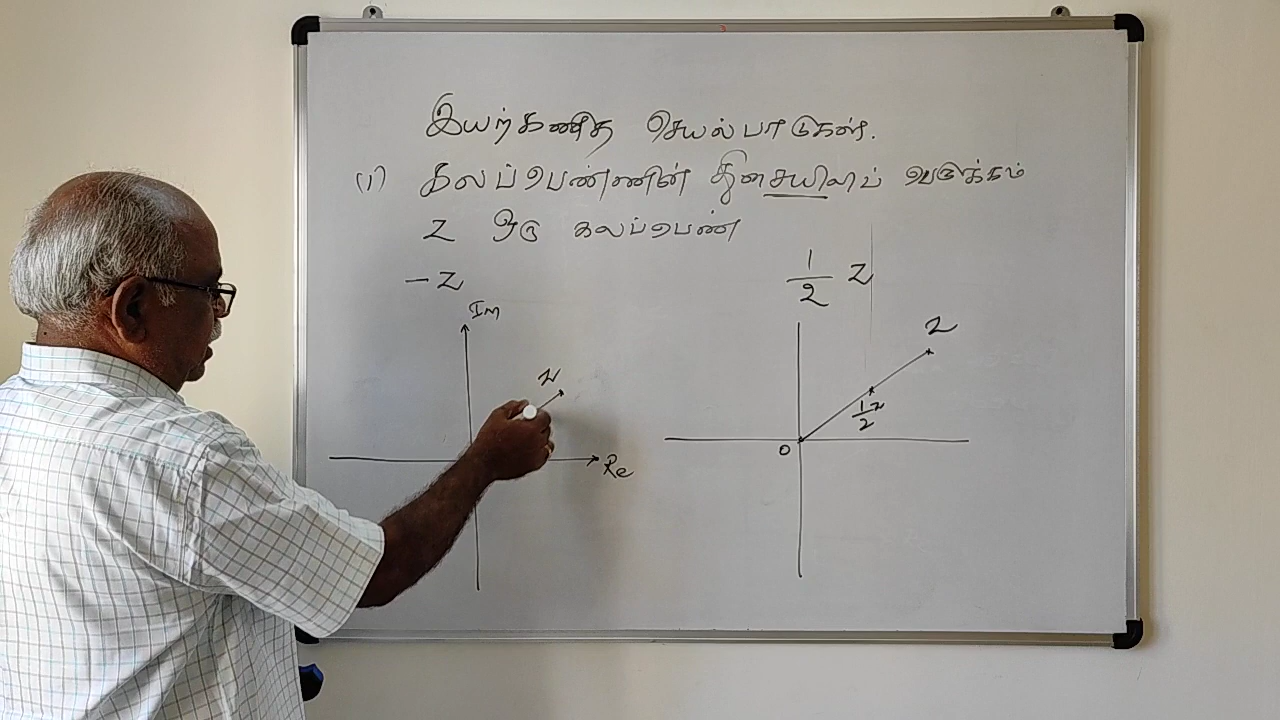 இயற்கணித செயல்பாடுகள்.
(1) கலப்பெண்ணின் திசையிலிப் பெருக்கம்
Z ஒரு கலப்பெண்
-Z
Im
Z
Re
1/2 Z
Z
1/2 Z
0